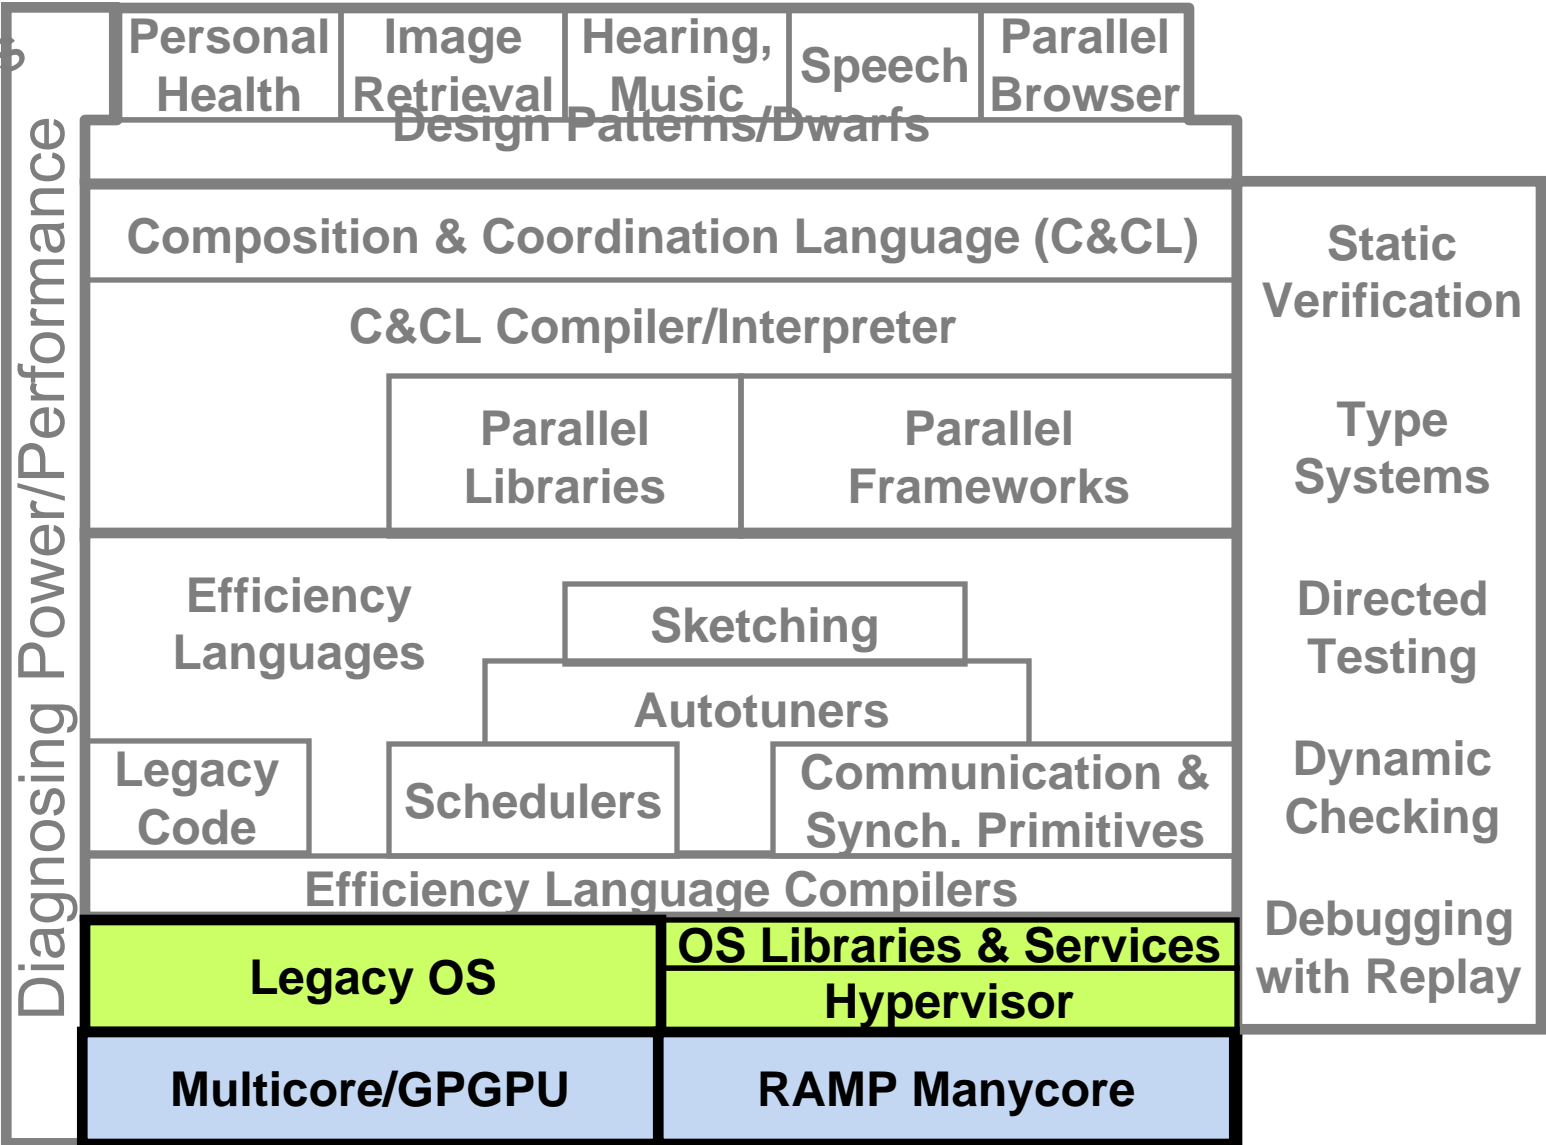 Personal
Health
Image
Retrieval
Hearing,
Music
Speech
Parallel
Browser
Design Patterns/Dwarfs
Diagnosing Power/Performance
Composition & Coordination Language (C&CL)
C&CL Compiler/Interpreter
Parallel
Libraries
Parallel
Frameworks
Efficiency
Languages
Sketching
Autotuners
Legacy
Code
Schedulers
Communication &
Synch. Primitives
Efficiency Language Compilers
Legacy OS
OS Libraries & Services
Hypervisor
Multicore/GPGPU
RAMP Manycore
Static
Verification
Type
Systems
Directed
Testing
Dynamic
Checking
Debugging
with Replay